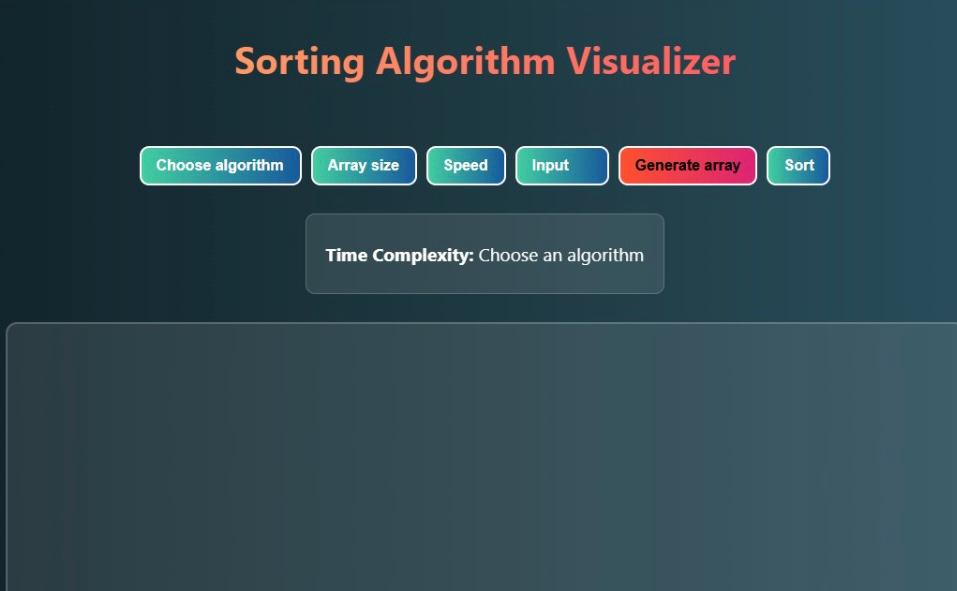 Sorting Algorithm Visualizer
Choose algorithm Array size Speed Input Generate array Sort
Time Complexity: Choose an algorithm